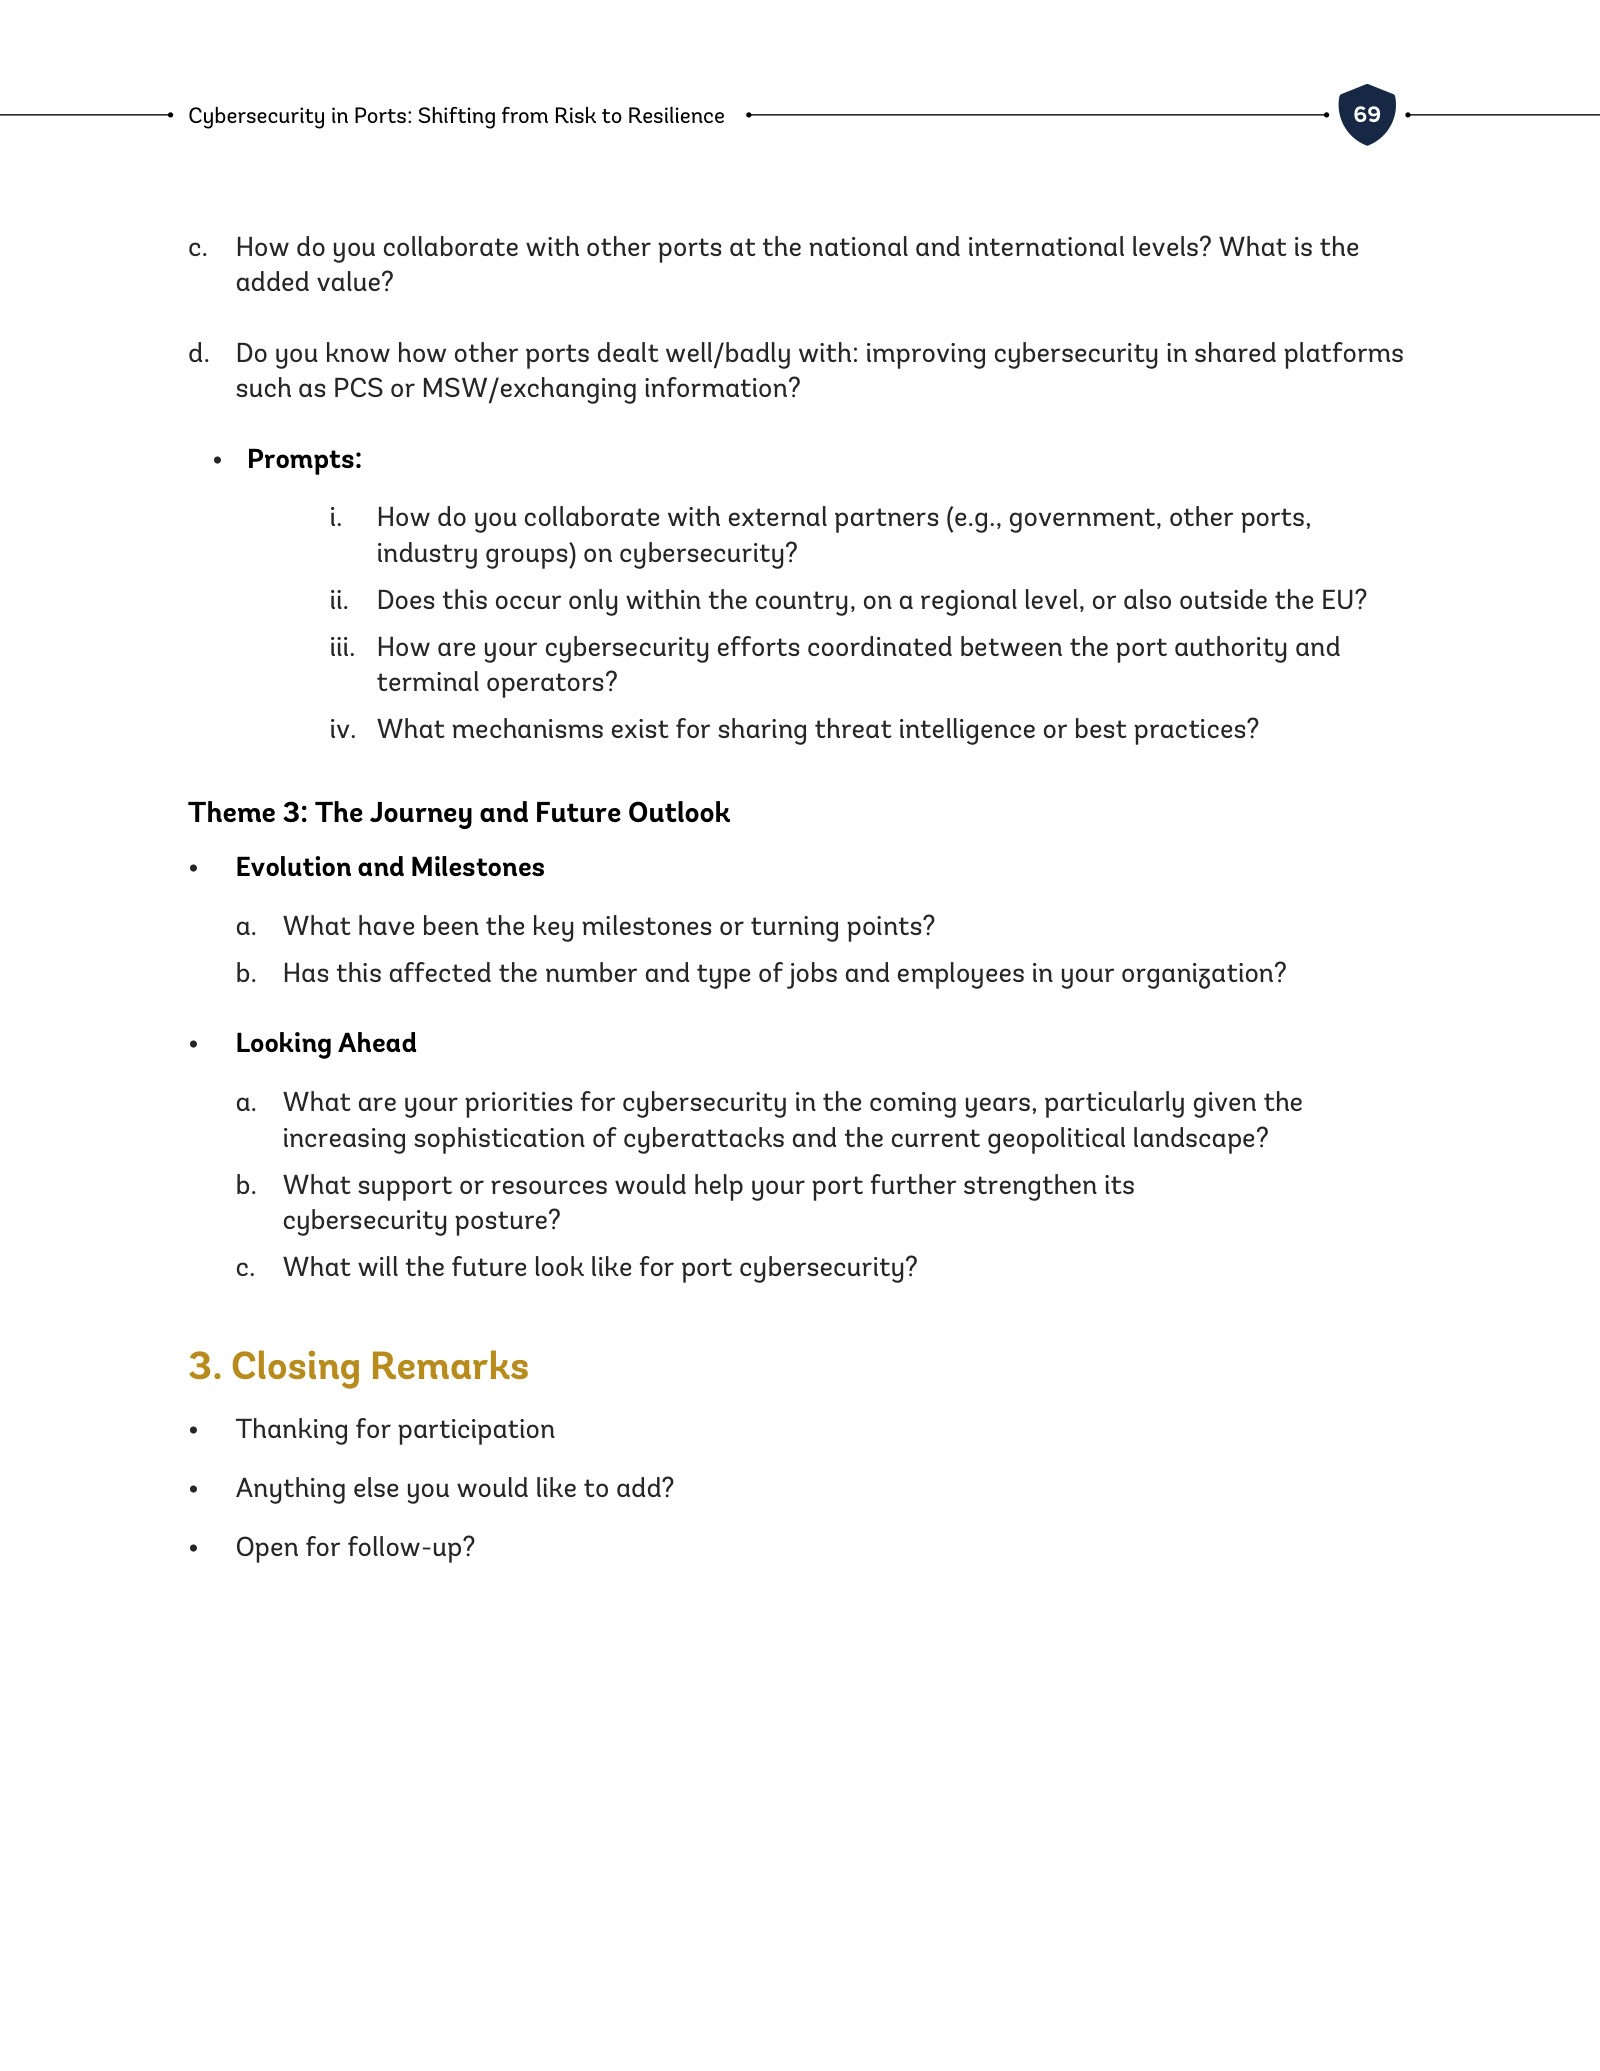 Cybersecurity in Ports: Shifting from Risk to Resilience
69
c. How do you collaborate with other ports at the national and international levels? What is the
added value?
d. Do you know how other ports dealt well/badly with: improving cybersecurity in shared platforms
such as PCS or MSW/exchanging information?
• Prompts:
i. How do you collaborate with external partners (e.g., government, other ports,
industry groups) on cybersecurity?
ii. Does this occur only within the country, on a regional level, or also outside the EU?
iii. How are your cybersecurity efforts coordinated between the port authority and
terminal operators?
iv. What mechanisms exist for sharing threat intelligence or best practices?
Theme 3: The Journey and Future Outlook
• Evolution and Milestones
a. What have been the key milestones or turning points?
b. Has this affected the number and type of jobs and employees in your organization?
• Looking Ahead
a. What are your priorities for cybersecurity in the coming years, particularly given the
increasing sophistication of cyberattacks and the current geopolitical landscape?
b. What support or resources would help your port further strengthen its
cybersecurity posture?
c. What will the future look like for port cybersecurity?
3. Closing Remarks
• Thanking for participation
• Anything else you would like to add?
• Open for follow-up?